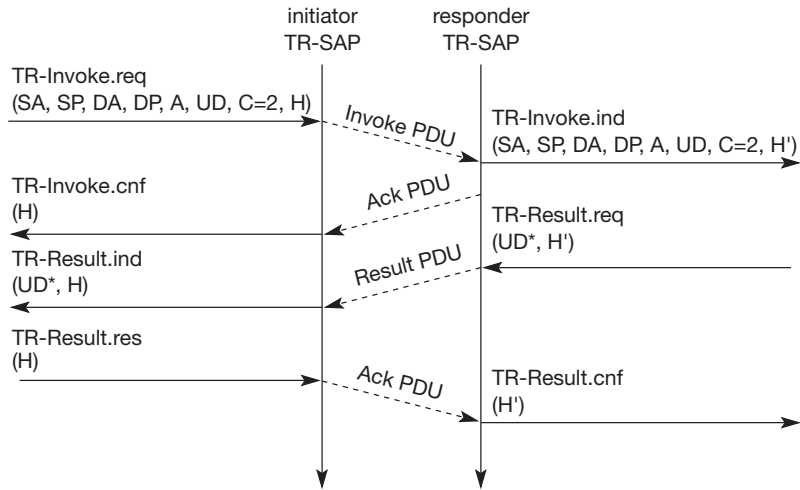 initiator
TR-SAP
responder
TR-SAP
TR-Invoke.req
(SA, SP, DA, DP, A, UD, C=2, H)
Invoke PDU
TR-Invoke.ind
(SA, SP, DA, DP, A, UD, C=2, H')
TR-Invoke.cnf
(H)
Ack PDU
TR-Result.req
(UD*, H')
TR-Result.ind
(UD*, H)
Result PDU
TR-Result.res
(H)
Ack PDU
TR-Result.cnf
(H')